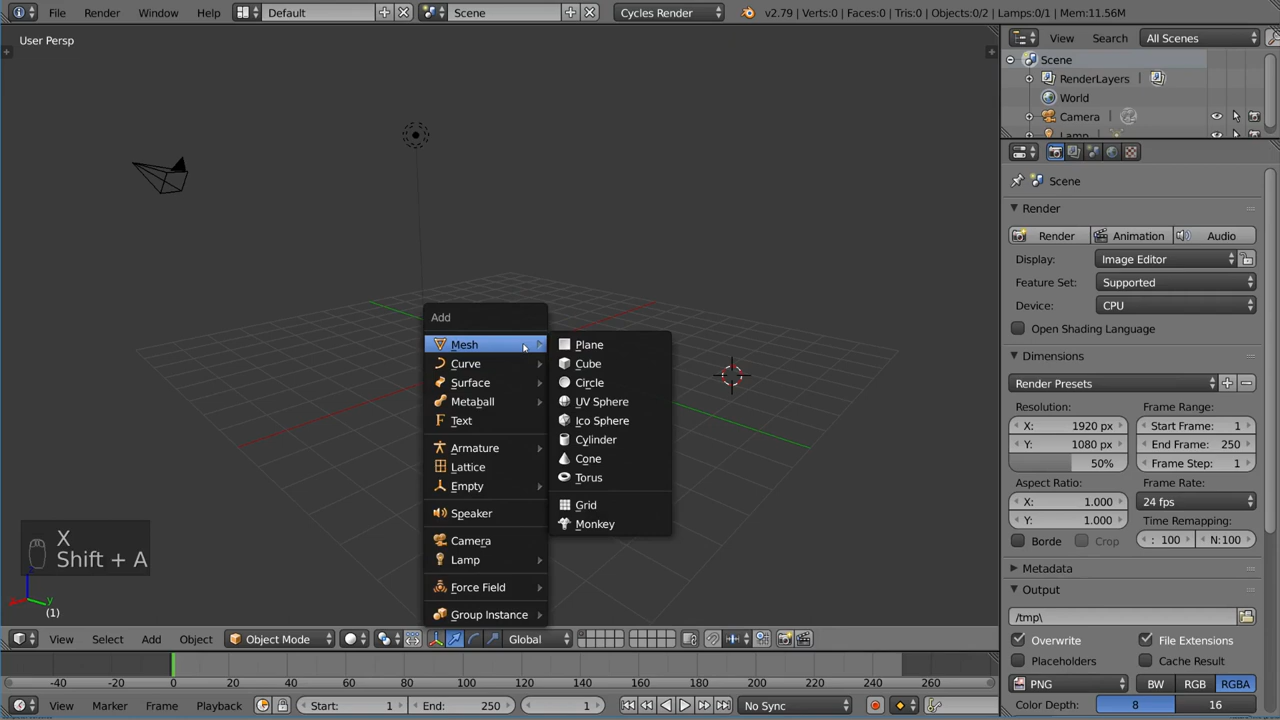 File Render Window Help Default Scene Cycles Render v2.79 | Verts:0 | Faces:0 | Tris:0 | Objects:0/2 | Lamps:0/1 | Mem:11.56M
User Persp
View Search All Scenes
Scene
RenderLayers
World
Camera
Lamp
Scene
Render
Render Animation Audio
Display: Image Editor
Feature Set: Supported
Device: CPU
Open Shading Language
Dimensions
Render Presets
Resolution: Frame Range:
X: 1920 px Start Frame: 1
Y: 1080 px End Frame: 250
50% Frame Step: 1
Aspect Ratio: Frame Rate:
X: 1.000 24 fps
Y: 1.000 Time Remapping:
Borde Crop : 100 N:100
Metadata
Output
/tmp\
Overwrite File Extensions
Placeholders Cache Result
PNG BW RGB RGBA
Color Depth: 8 16
Add
Mesh
Curve
Surface
Metaball
Text
Armature
Lattice
Empty
Speaker
Camera
Lamp
Force Field
Group Instance
Plane
Cube
Circle
UV Sphere
Ico Sphere
Cylinder
Cone
Torus
Grid
Monkey
X
Shift + A
y
(1)
View Select Add Object Object Mode Global
-40 -20 0 20 40 60 80 100 120 140 160 180 200 220 240 260
View Marker Frame Playback Start: 1 End: 250 1 No Sync